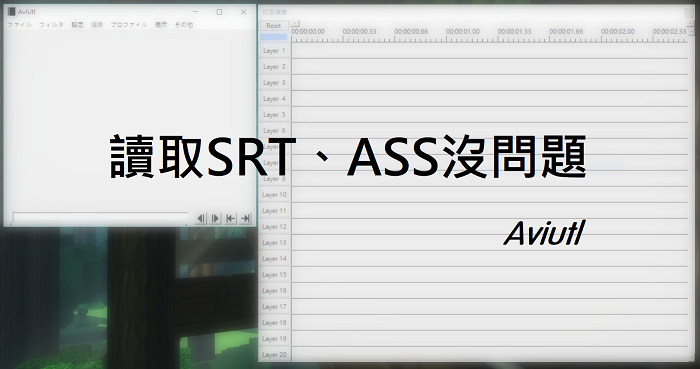 AviUtl
ファイル フィルタ 設定 編集 プロファイル 表示 その他
拡張編集
Root
00:00:00.00 00:00:00.33 00:00:00.66 00:00:01.00 00:00:01.33 00:00:01.66 00:00:02.00 00:00:02.33
Layer 1
Layer 2
Layer 3
Layer 4
Layer 5
Layer 6
讀取SRT、ASS沒問題
Layer 9
Layer 10
Layer 11
Layer 12
Aviutl
Layer 13
Layer 14
Layer 15
Layer 16
Layer 17
Layer 18
Layer 19
Layer 20